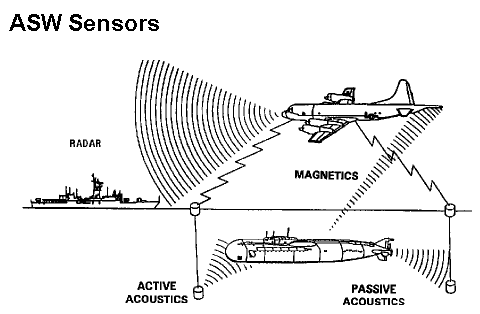 ASW Sensors
RADAR
MAGNETICS
ACTIVE
ACOUSTICS
PASSIVE
ACOUSTICS